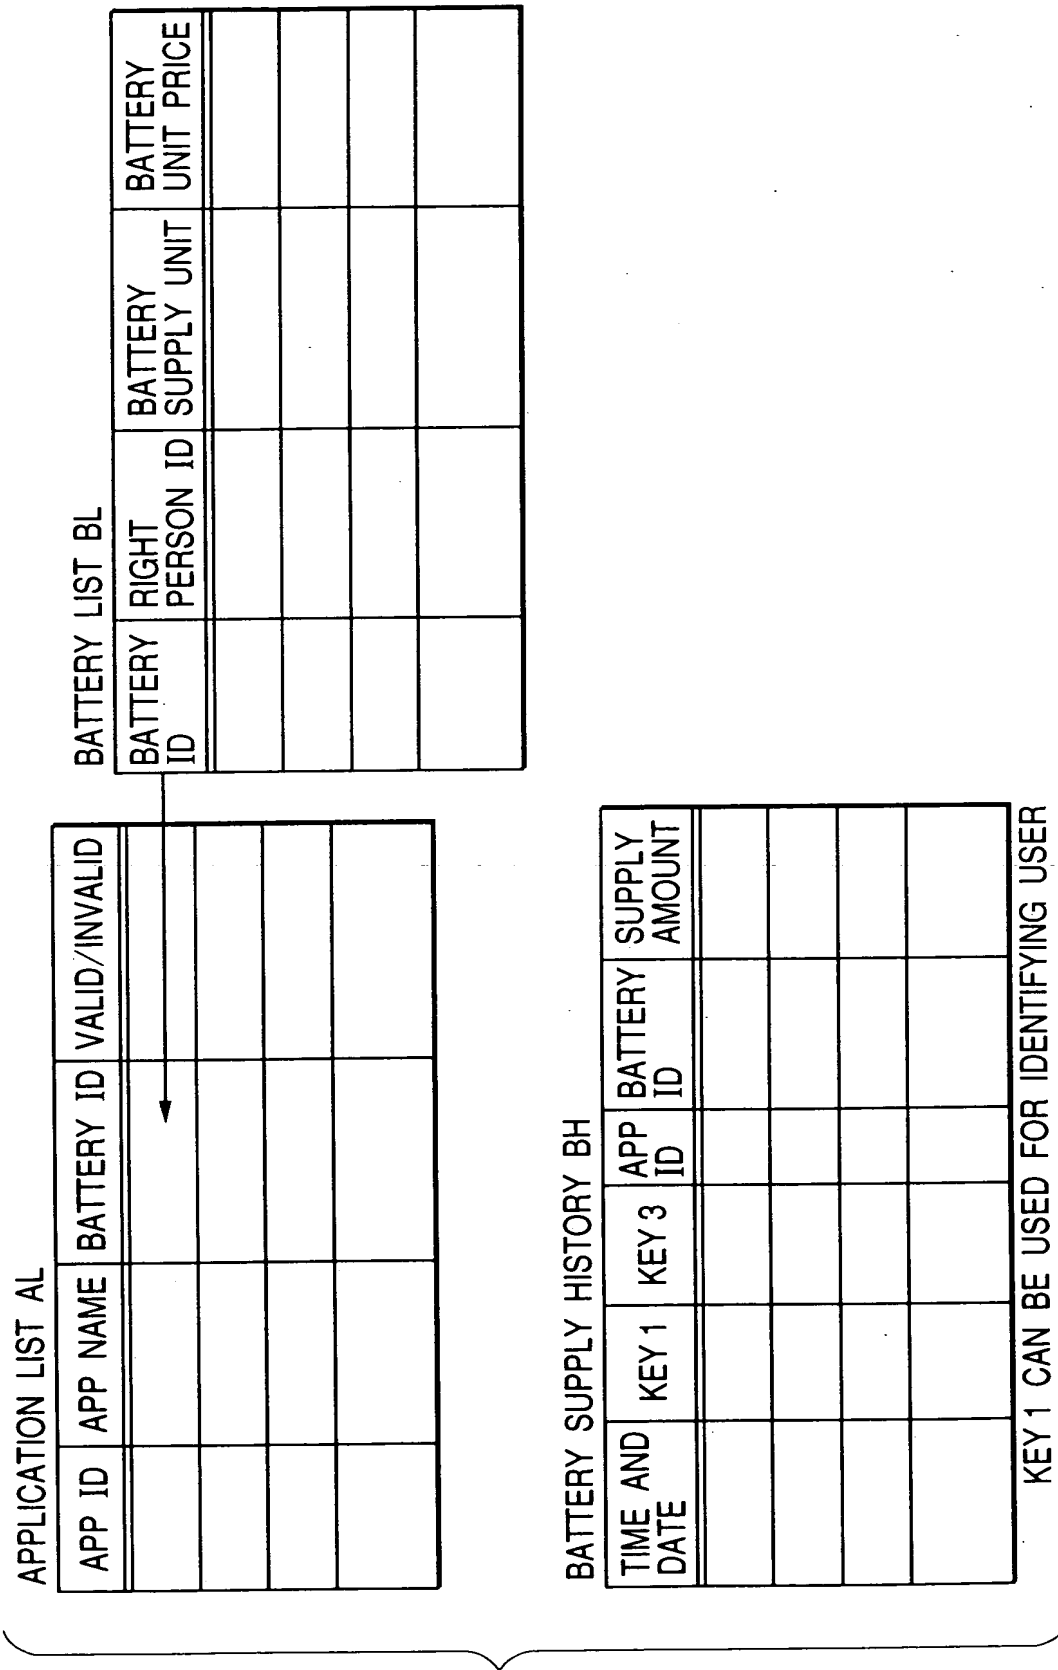 APPLICATION LIST AL
APP ID APP NAME BATTERY ID VALID/INVALID
BATTERY LIST BL
BATTERY
ID
RIGHT
PERSON ID
BATTERY
SUPPLY UNIT
BATTERY
UNIT PRICE
BATTERY SUPPLY HISTORY BH
TIME AND
DATE
KEY 1
KEY 3
APP
ID
BATTERY
ID
SUPPLY
AMOUNT
KEY 1 CAN BE USED FOR IDENTIFYING USER